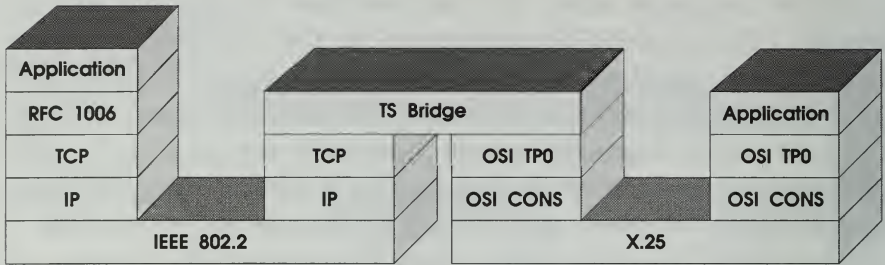 Application
RFC 1006
TS Bridge
Application
TCP
TCP
OSI TP0
OSI TP0
IP
IP
OSI CONS
OSI CONS
IEEE 802.2
X.25